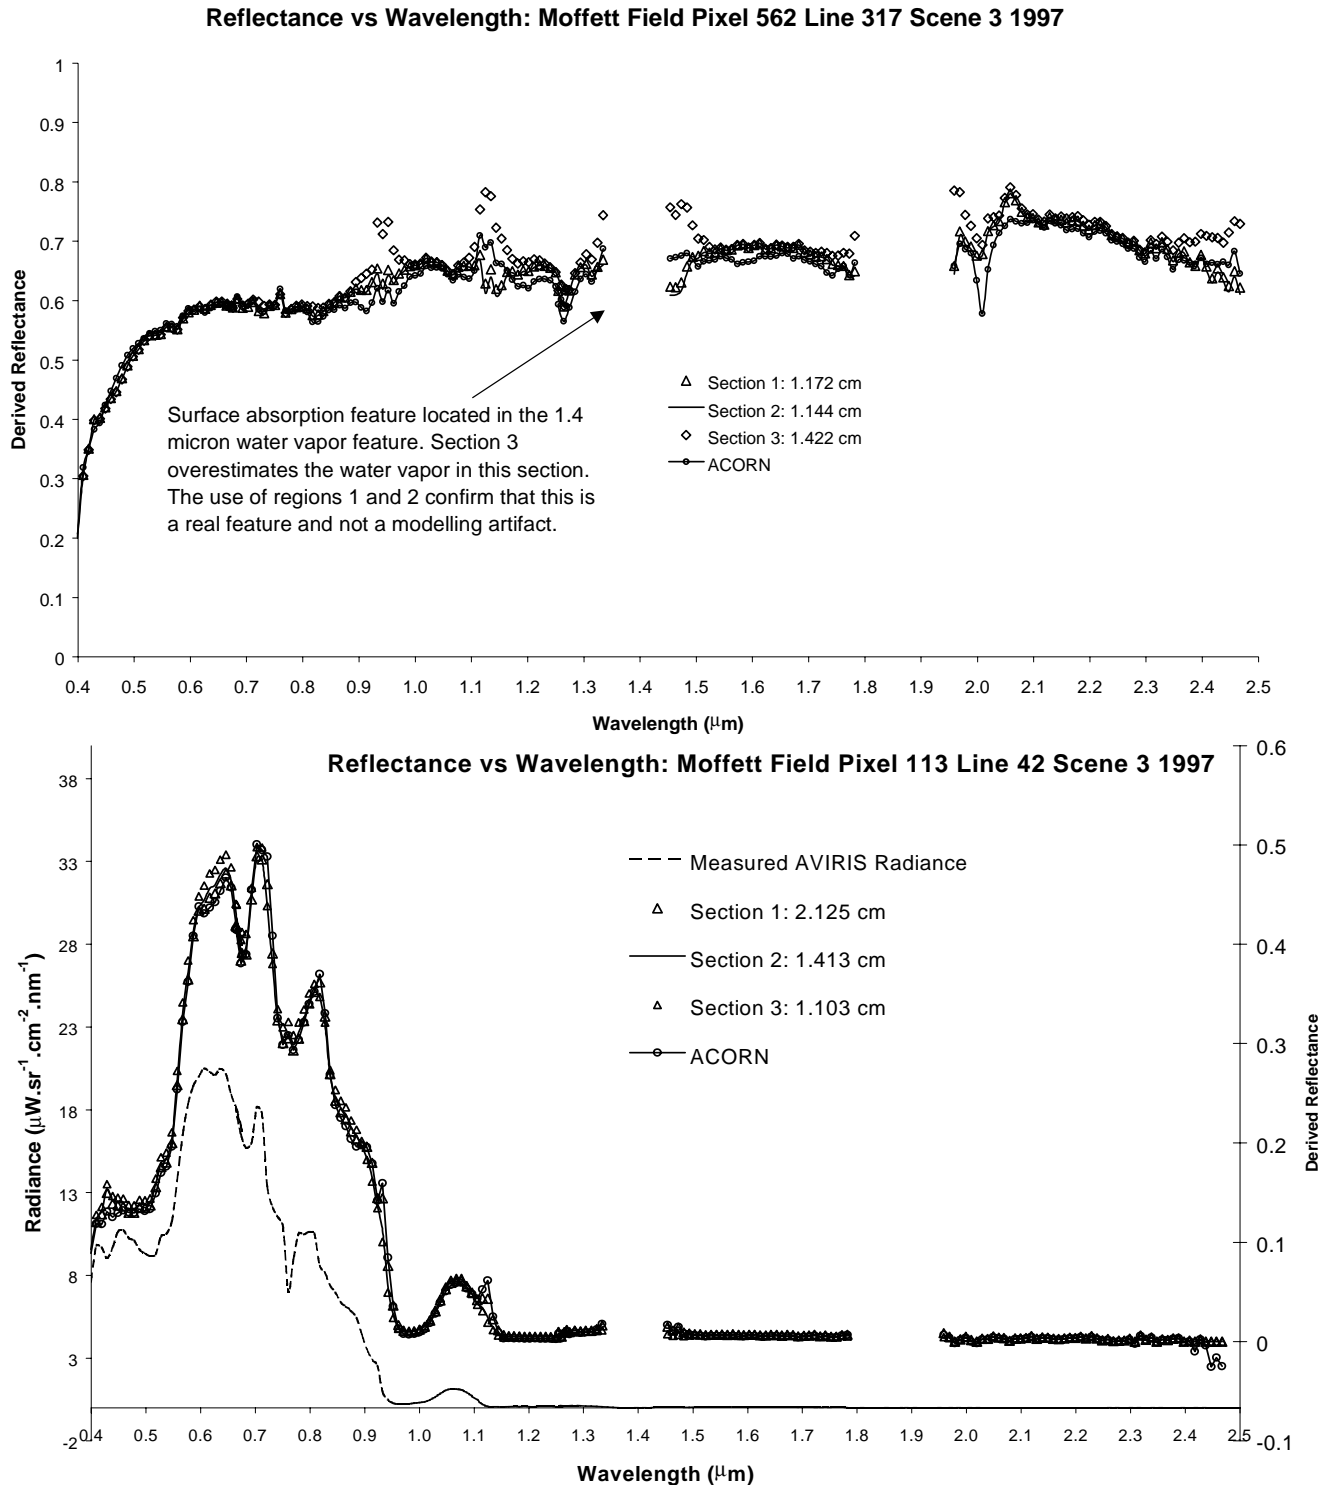 Reflectance vs Wavelength: Moffett Field Pixel 562 Line 317 Scene 3 1997
1
0.9
0.8
0.7
0.6
0.5
0.4
0.3
0.2
0.1
0
Derived Reflectance
Surface absorption feature located in the 1.4
micron water vapor feature. Section 3
overestimates the water vapor in this section.
The use of regions 1 and 2 confirm that this is
a real feature and not a modelling artifact.
Section 1: 1.172 cm
Section 2: 1.144 cm
Section 3: 1.422 cm
ACORN
0.4 0.5 0.6 0.7 0.8 0.9 1.0 1.1 1.2 1.3 1.4 1.5 1.6 1.7 1.8 1.9 2.0 2.1 2.2 2.3 2.4 2.5
Wavelength (µm)
Reflectance vs Wavelength: Moffett Field Pixel 113 Line 42 Scene 3 1997
38
33
28
23
18
13
8
3
-2
Radiance (µW.sr⁻¹.cm⁻².nm⁻¹)
Measured AVIRIS Radiance
Section 1: 2.125 cm
Section 2: 1.413 cm
Section 3: 1.103 cm
ACORN
0.6
0.5
0.4
0.3
0.2
0.1
0
-0.1
Derived Reflectance
0.4 0.5 0.6 0.7 0.8 0.9 1.0 1.1 1.2 1.3 1.4 1.5 1.6 1.7 1.8 1.9 2.0 2.1 2.2 2.3 2.4 2.5
Wavelength (µm)